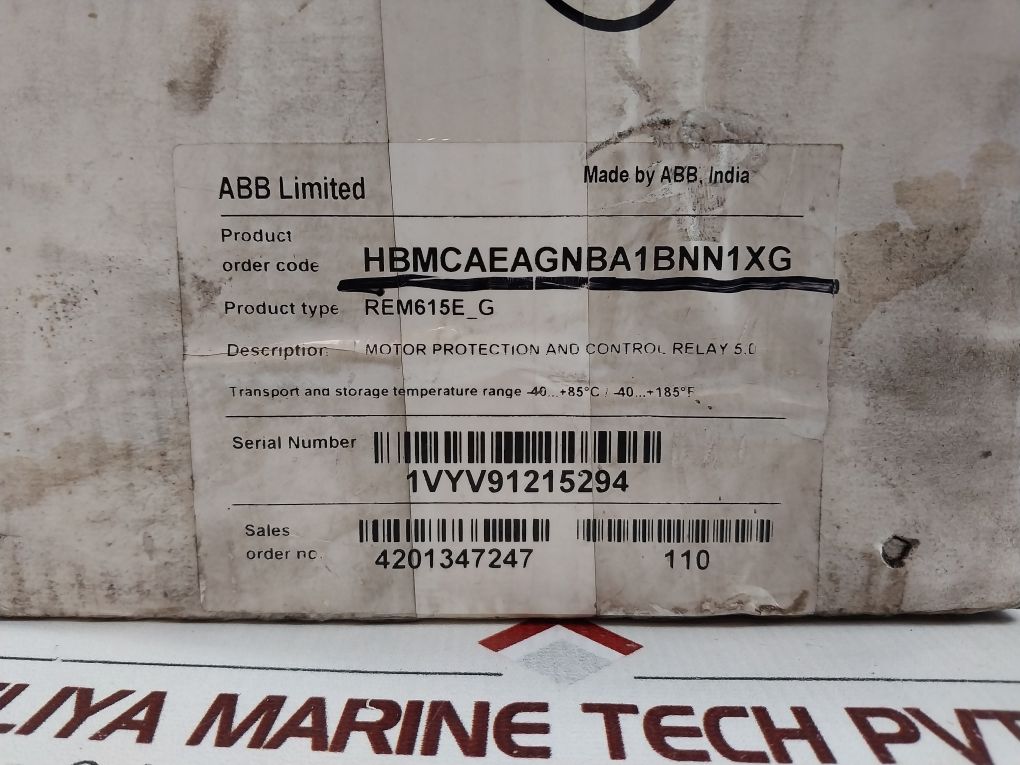 ABB Limited
Made by ABB, India
Product
order code HBMCAEAGNBA1BNN1XG
Product type REM615E_G
Description MOTOR PROTECTION AND CONTROL RELAY 5.0
Transport and storage temperature range -40...+85°C / -40...+185°F
Serial Number
1VYV91215294
Sales
order no.
4201347247 110
LIYA MARINE TECH PVT